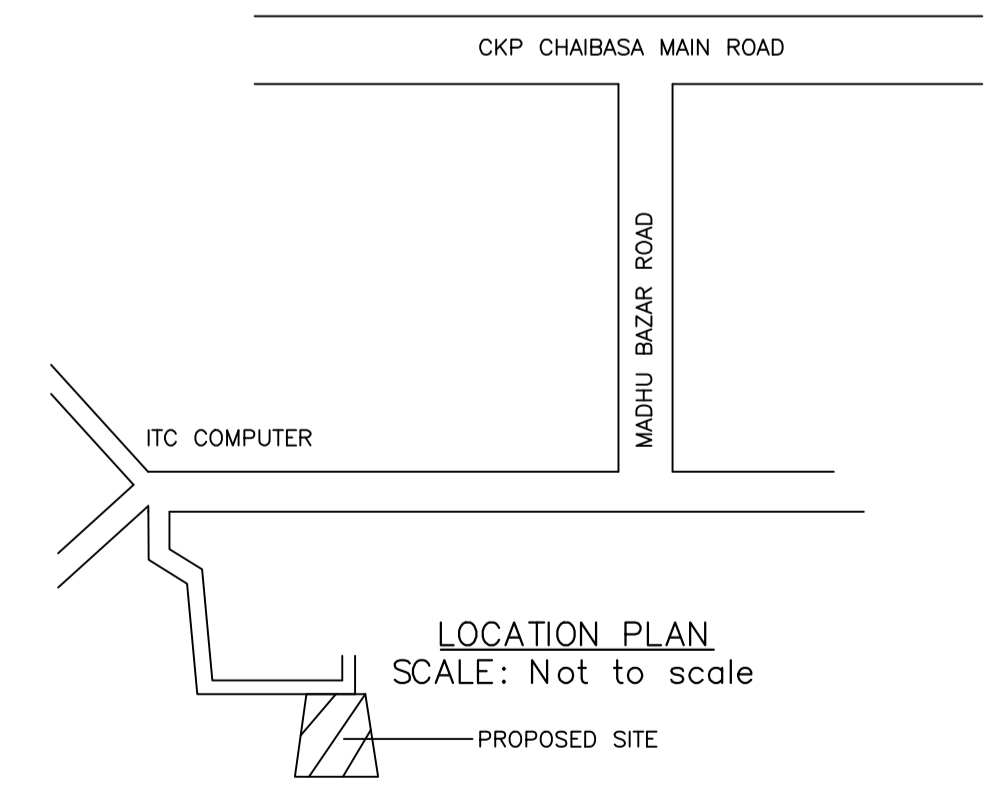 CKP CHAIBASA MAIN ROAD
MADHU BAZAR ROAD
ITC COMPUTER
LOCATION PLAN
SCALE: Not to scale
PROPOSED SITE